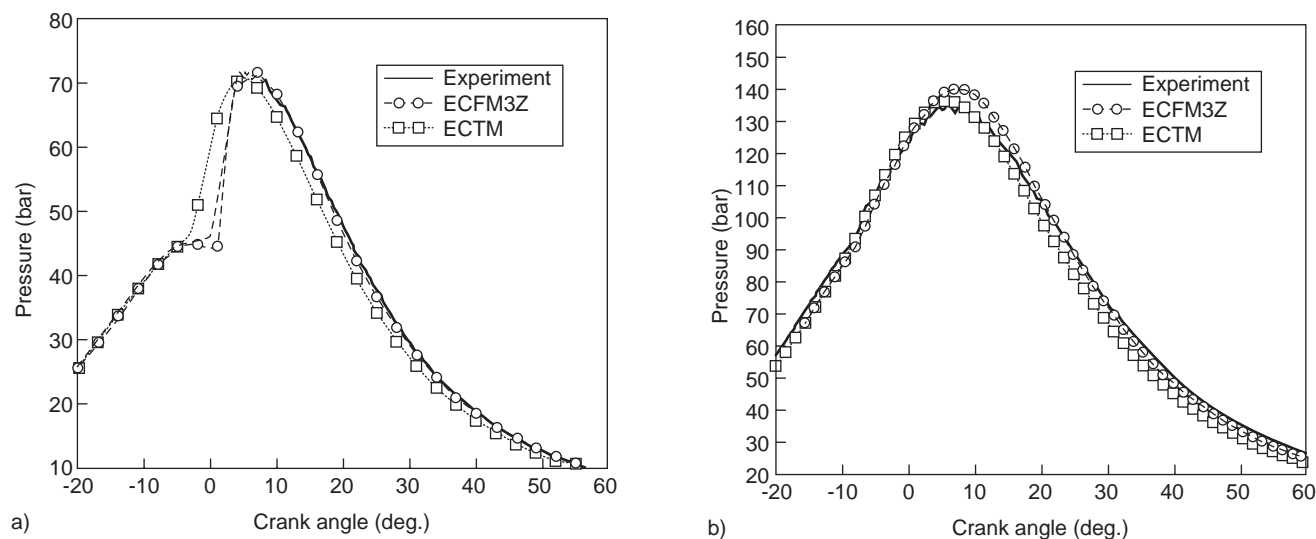 80
70
60
50
40
30
20
10
Pressure (bar)
-20 -10 0 10 20 30 40 50 60
Crank angle (deg.)
Experiment
ECFM3Z
ECTM
a)
160
150
140
130
120
110
100
90
80
70
60
50
40
30
20
Pressure (bar)
-20 -10 0 10 20 30 40 50 60
Crank angle (deg.)
Experiment
ECFM3Z
ECTM
b)